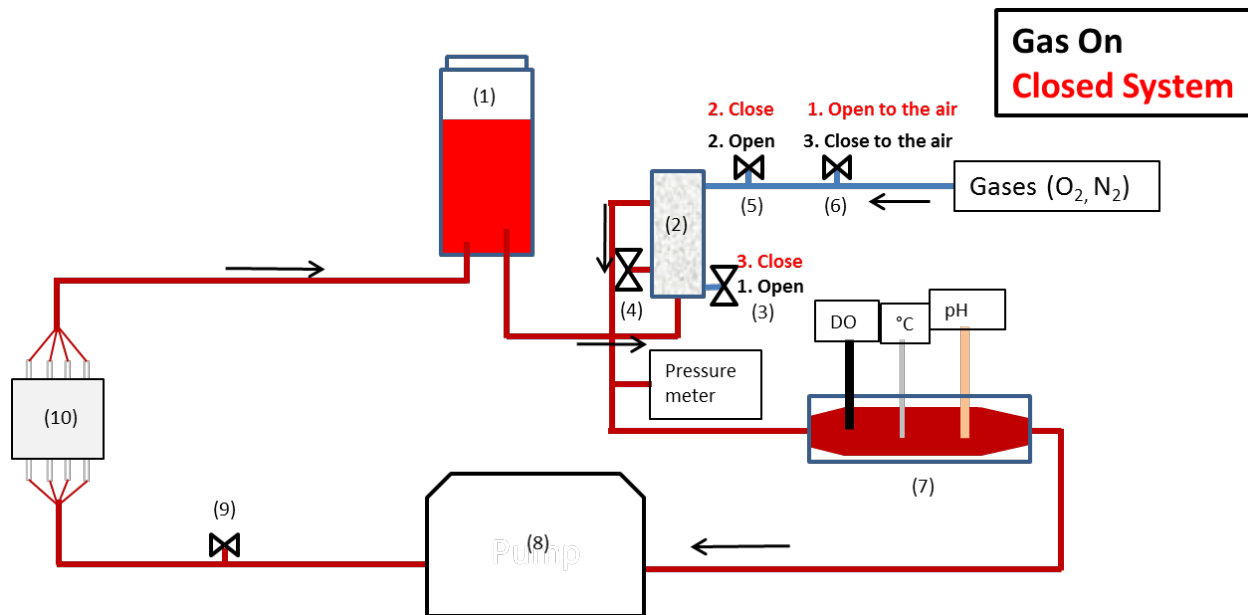 Gas On
Closed System
(1)
2. Close
1. Open to the air
2. Open
3. Close to the air
Gases (O2, N2)
(5)
(6)
(2)
3. Close
1. Open
(4)
(3)
DO
°C
pH
Pressure
meter
(10)
(7)
(9)
Pump
(8)